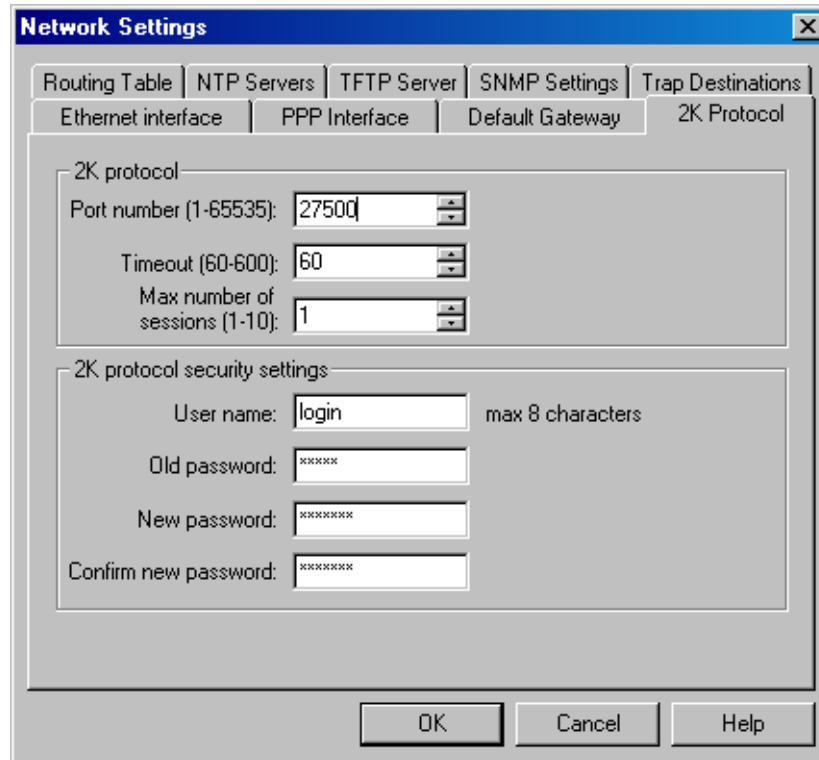 Network Settings
Routing Table NTP Servers TFTP Server SNMP Settings Trap Destinations
Ethernet interface PPP Interface Default Gateway 2K Protocol
2K protocol
Port number (1-65535): 27500
Timeout (60-600): 60
Max number of
sessions (1-10): 1
2K protocol security settings
User name: login max 8 characters
Old password: *****
New password: *******
Confirm new password: *******
OK Cancel Help